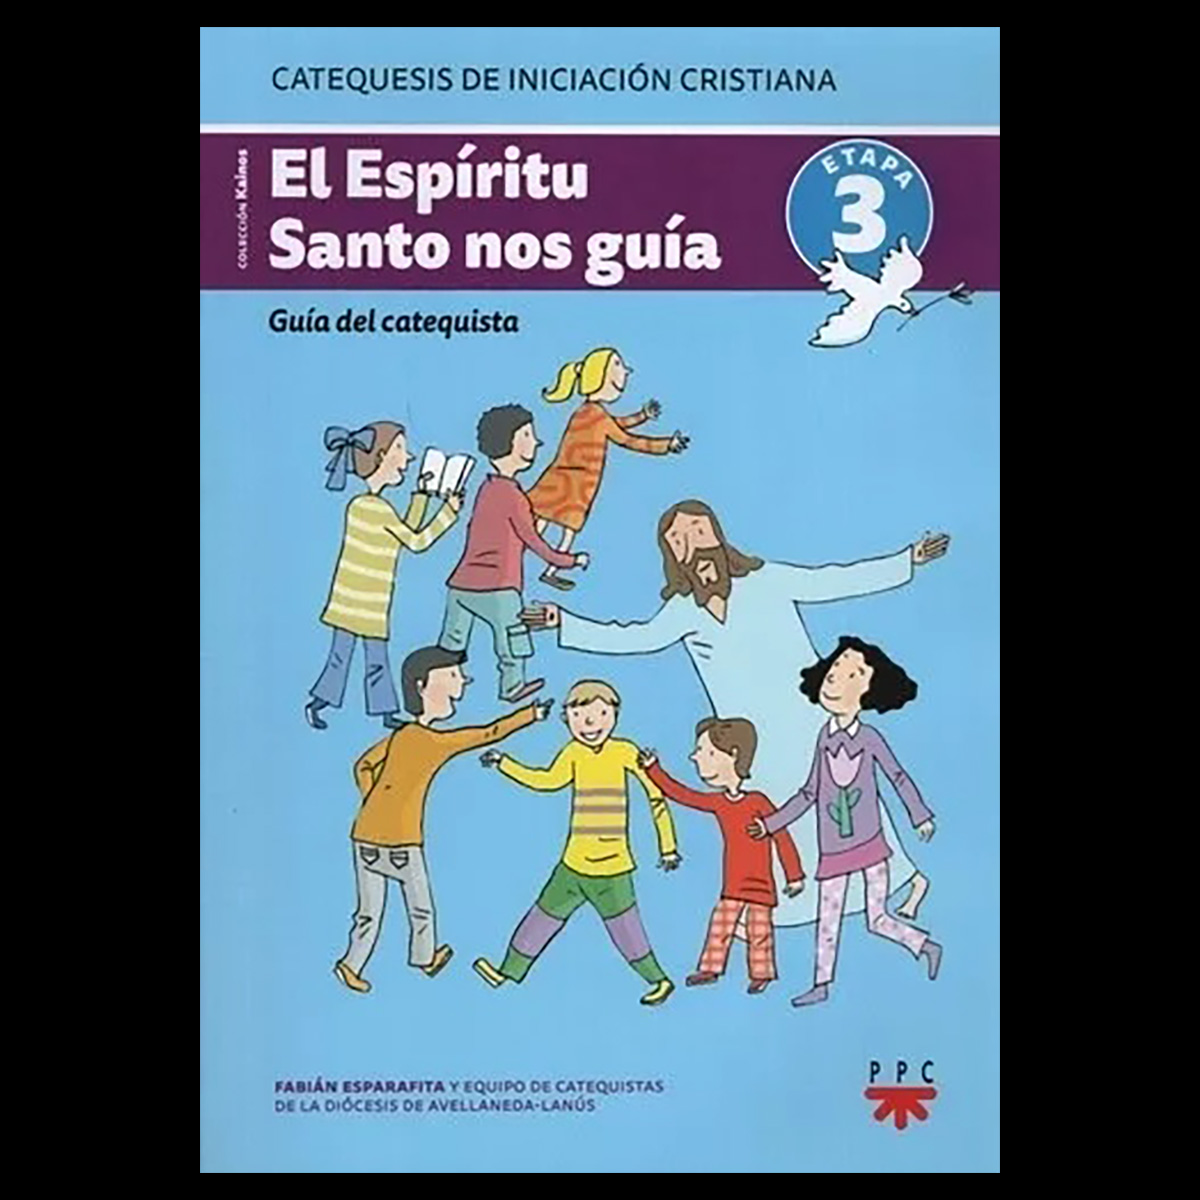 CATEQUESIS DE INICIACIÓN CRISTIANA
COLECCIÓN Kainos
El Espíritu
Santo nos guía
ETAPA
3
Guía del catequista
FABIÁN ESPARAFITA Y EQUIPO DE CATEQUISTAS
DE LA DIÓCESIS DE AVELLANEDA-LANÚS
PPC